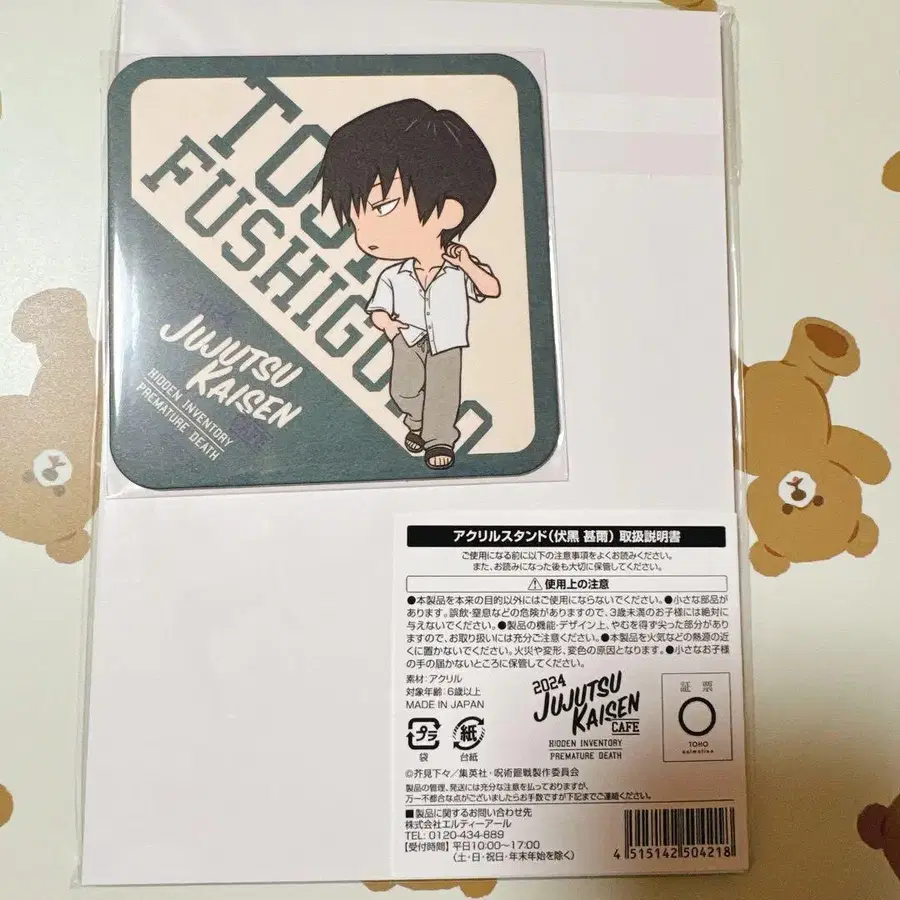 TOJI
FUSHIGURO
2024
JUJUTSU
KAISEN
CAFE
HIDDEN INVENTORY
PREMATURE DEATH
アクリルスタンド(伏黒 甚爾) 取扱説明書
ご使用になる前に以下の注意事項をよくお読みください。
また、お読みになった後も大切に保管してください。
使用上の注意
●本製品を本来の目的以外にはご使用にならないでください。●小さな部品が
あります。誤飲・窒息などの危険がありますので、3歳未満のお子様には絶対に
与えないでください。●製品の機能・デザイン上、やむを得ず尖った部分があり
ますので、お取り扱いには充分ご注意ください。●本製品を火気などの熱源の近
くに置かないでください。火災や変形、変色の原因となります。●小さなお子様
の手の届かないところに保管してください。
素材:アクリル
対象年齢:6歳以上
MADE IN JAPAN
プラ
袋
紙
台紙
2024
JUJUTSU
KAISEN
CAFE
HIDDEN INVENTORY
PREMATURE DEATH
証 票
TOHO
animation
©芥見下々/集英社・呪術廻戦製作委員会
製品の管理、発送には充分な注意を払っておりますが、
万一不都合な点がございましたらお手数ですが下記までご連絡ください。
■製品に関するお問い合わせ先
株式会社エルティーアール
TEL: 0120-434-889
【受付時間】平日10:00~17:00
(土・日・祝日・年末年始を除く)
4 515142 504218